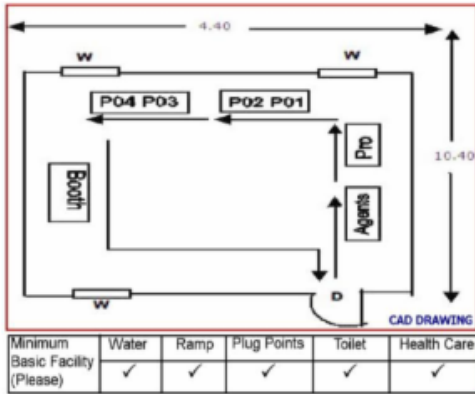 4.40
W
W
P04 P03
P02 P01
Pro
10.40
Booth
Agents
W
D
CAD DRAWING
Minimum Basic Facility (Please)
Water
Ramp
Plug Points
Toilet
Health Care
✓
✓
✓
✓
✓